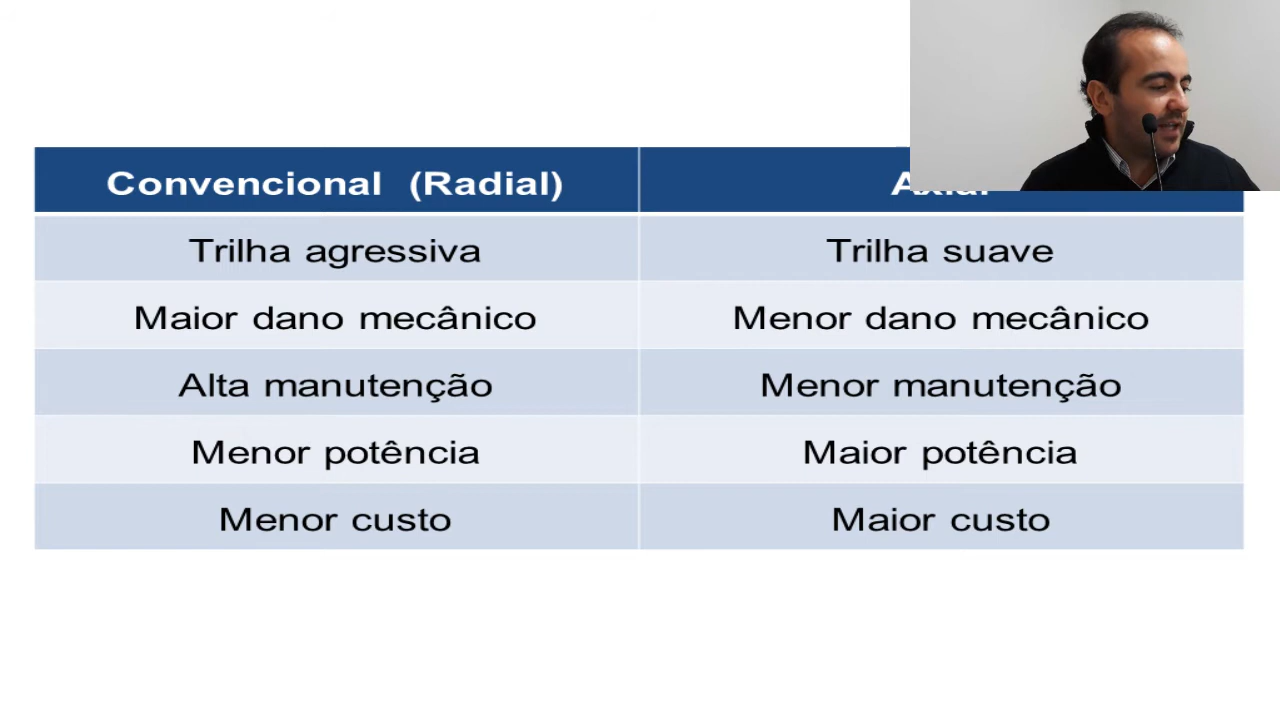 Convencional (Radial)
Axial
Trilha agressiva
Trilha suave
Maior dano mecânico
Menor dano mecânico
Alta manutenção
Menor manutenção
Menor potência
Maior potência
Menor custo
Maior custo